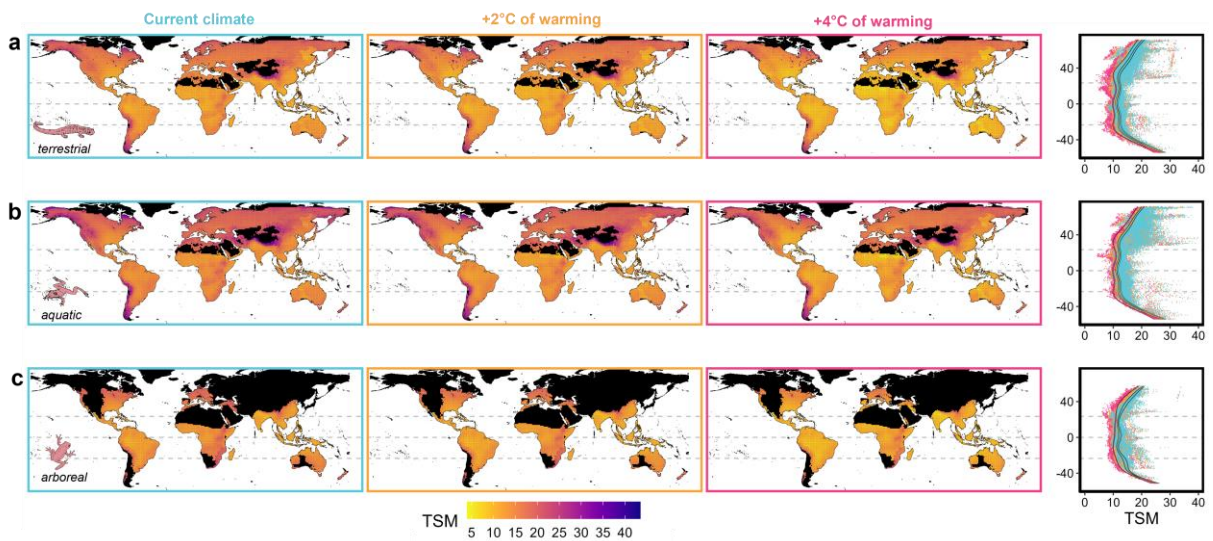 Current climate
+2°C of warming
+4°C of warming
a
terrestrial
40
0
-40
0 10 20 30 40
b
aquatic
40
0
-40
0 10 20 30 40
c
arboreal
40
0
-40
0 10 20 30 40
TSM
TSM
5 10 15 20 25 30 35 40